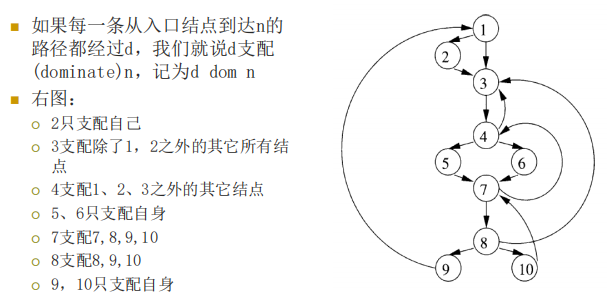 如果每一条从入口结点到达n的
路径都经过d，我们就说d支配
(dominate)n，记为d dom n
右图：
2只支配自己
3支配除了1，2之外的其它所有结
点
4支配1、2、3之外的其它结点
5、6只支配自身
7支配7,8,9,10
8支配8,9,10
9，10只支配自身
1
2
3
4
5 6
7
8
9 10